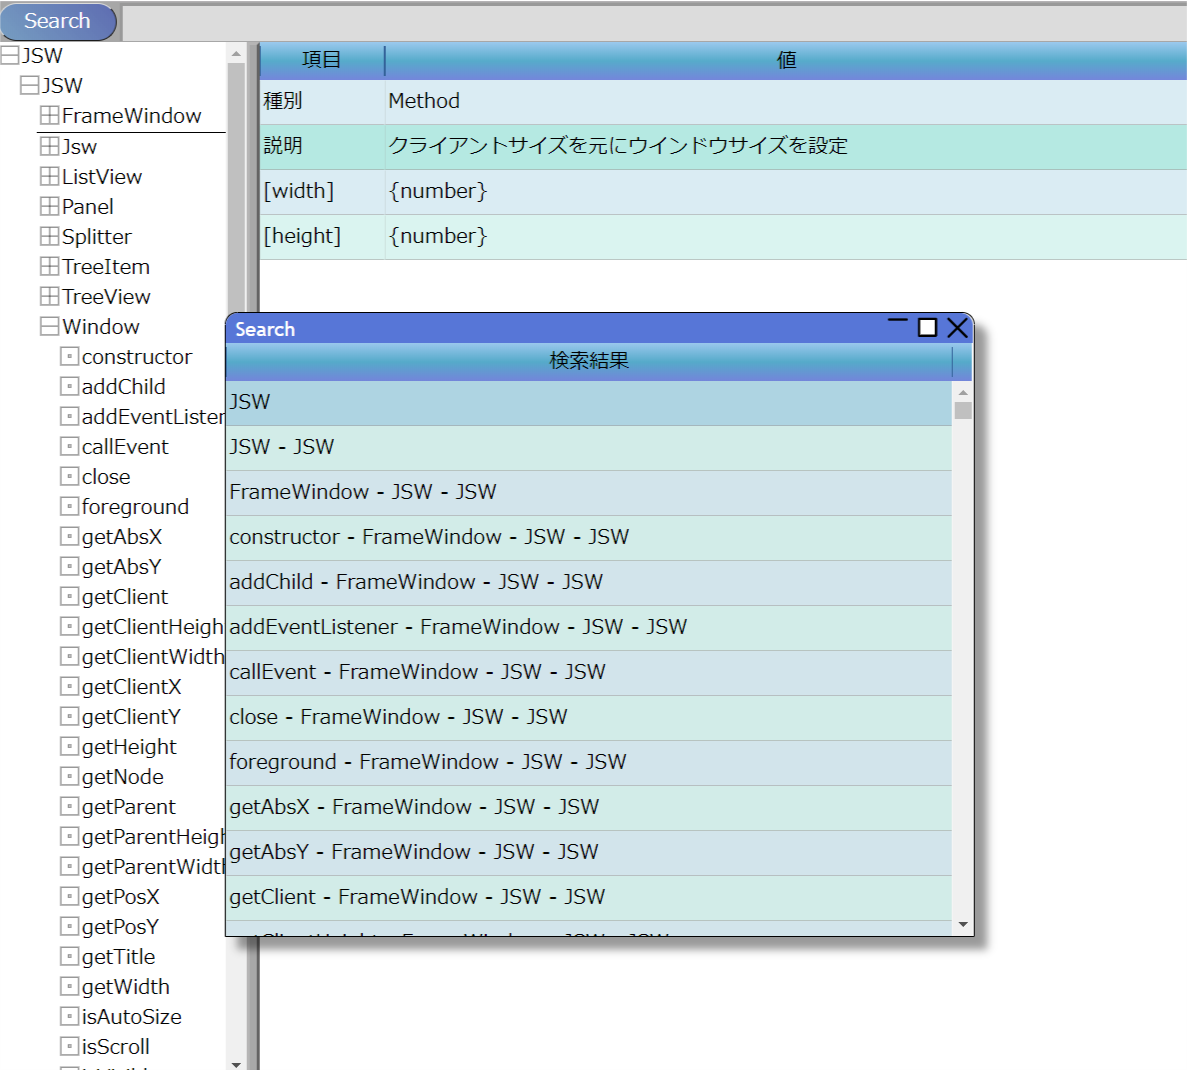 Search
JSW
JSW
FrameWindow
Jsw
ListView
Panel
Splitter
TreeItem
TreeView
Window
constructor
addChild
addEventListener
callEvent
close
foreground
getAbsX
getAbsY
getClient
getClientHeigh
getClientWidth
getClientX
getClientY
getHeight
getNode
getParent
getParentHeigh
getParentWidth
getPosX
getPosY
getTitle
getWidth
isAutoSize
isScroll
項目 値
種別 Method
説明 クライアントサイズを元にウインドウサイズを設定
[width] {number}
[height] {number}
Search
検索結果
JSW
JSW - JSW
FrameWindow - JSW - JSW
constructor - FrameWindow - JSW - JSW
addChild - FrameWindow - JSW - JSW
addEventListener - FrameWindow - JSW - JSW
callEvent - FrameWindow - JSW - JSW
close - FrameWindow - JSW - JSW
foreground - FrameWindow - JSW - JSW
getAbsX - FrameWindow - JSW - JSW
getAbsY - FrameWindow - JSW - JSW
getClient - FrameWindow - JSW - JSW